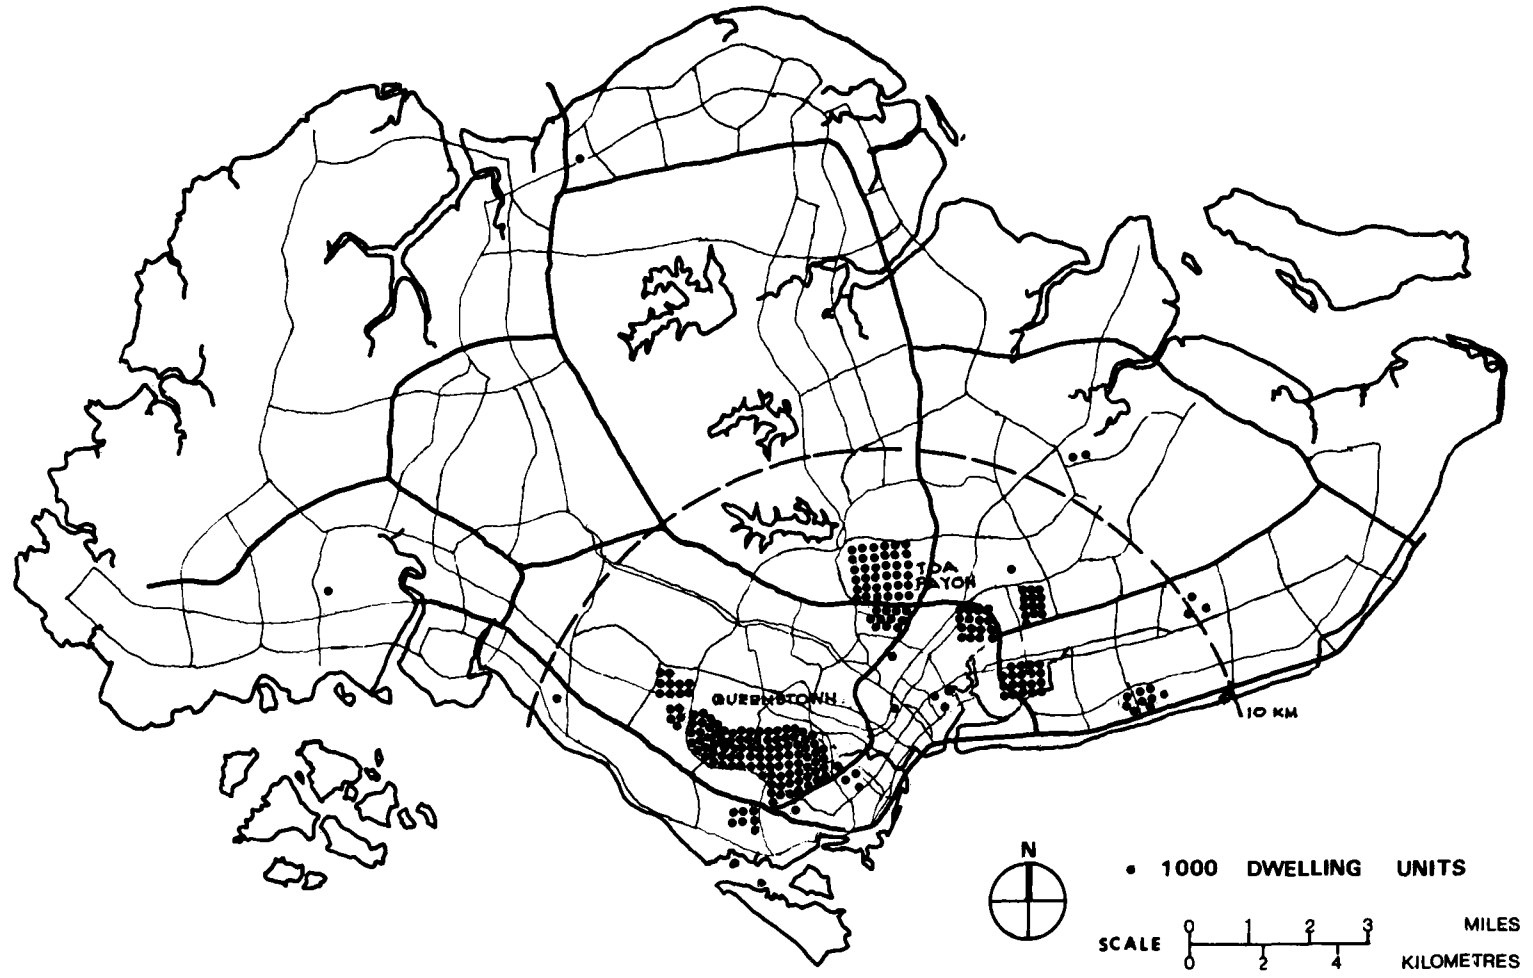 TOA
PAYOH
QUEENSTOWN
10 KM
N
• 1000 DWELLING UNITS
0 1 2 3 MILES
SCALE
0 2 4 KILOMETRES